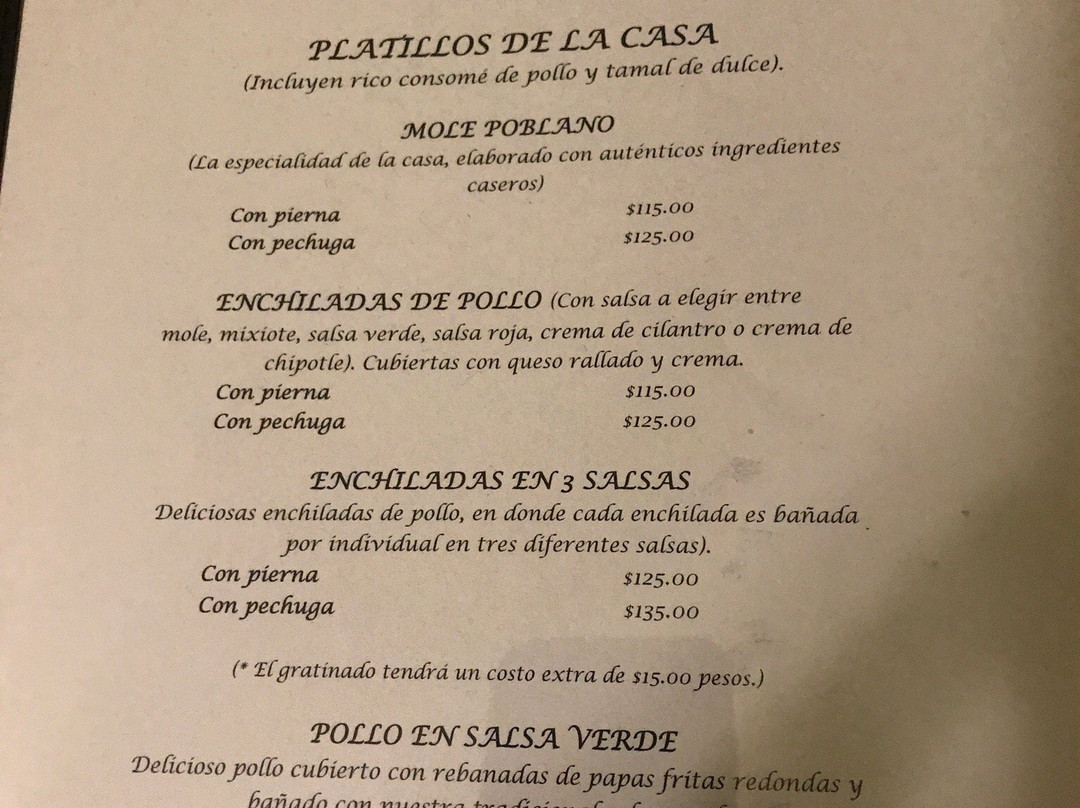 PLATILLOS DE LA CASA
(Incluyen rico consomé de pollo y tamal de dulce).
MOLE POBLANO
(La especialidad de la casa, elaborado con auténticos ingredientes
caseros)
Con pierna $115.00
Con pechuga $125.00
ENCHILADAS DE POLLO (Con salsa a elegir entre
mole, mixiote, salsa verde, salsa roja, crema de cilantro o crema de
chipotle). Cubiertas con queso rallado y crema.
Con pierna $115.00
Con pechuga $125.00
ENCHILADAS EN 3 SALSAS
Deliciosas enchiladas de pollo, en donde cada enchilada es bañada
por individual en tres diferentes salsas).
Con pierna $125.00
Con pechuga $135.00
(* El gratinado tendrá un costo extra de $15.00 pesos.)
POLLO EN SALSA VERDE
Delicioso pollo cubierto con rebanadas de papas fritas redondas y
bañado con nuestra